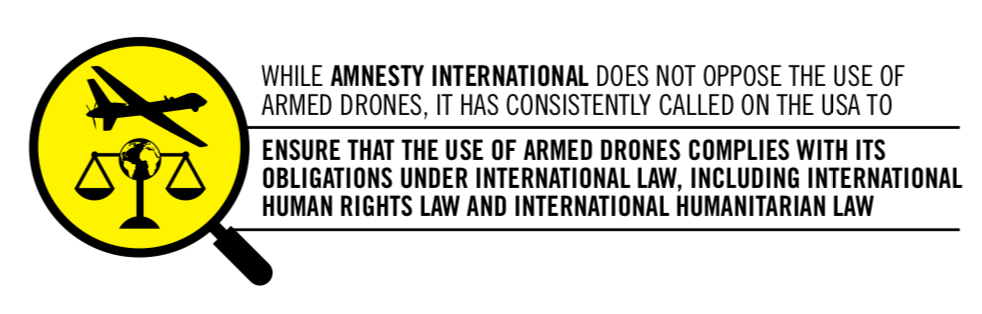 WHILE AMNESTY INTERNATIONAL DOES NOT OPPOSE THE USE OF
ARMED DRONES, IT HAS CONSISTENTLY CALLED ON THE USA TO
ENSURE THAT THE USE OF ARMED DRONES COMPLIES WITH ITS
OBLIGATIONS UNDER INTERNATIONAL LAW, INCLUDING INTERNATIONAL
HUMAN RIGHTS LAW AND INTERNATIONAL HUMANITARIAN LAW